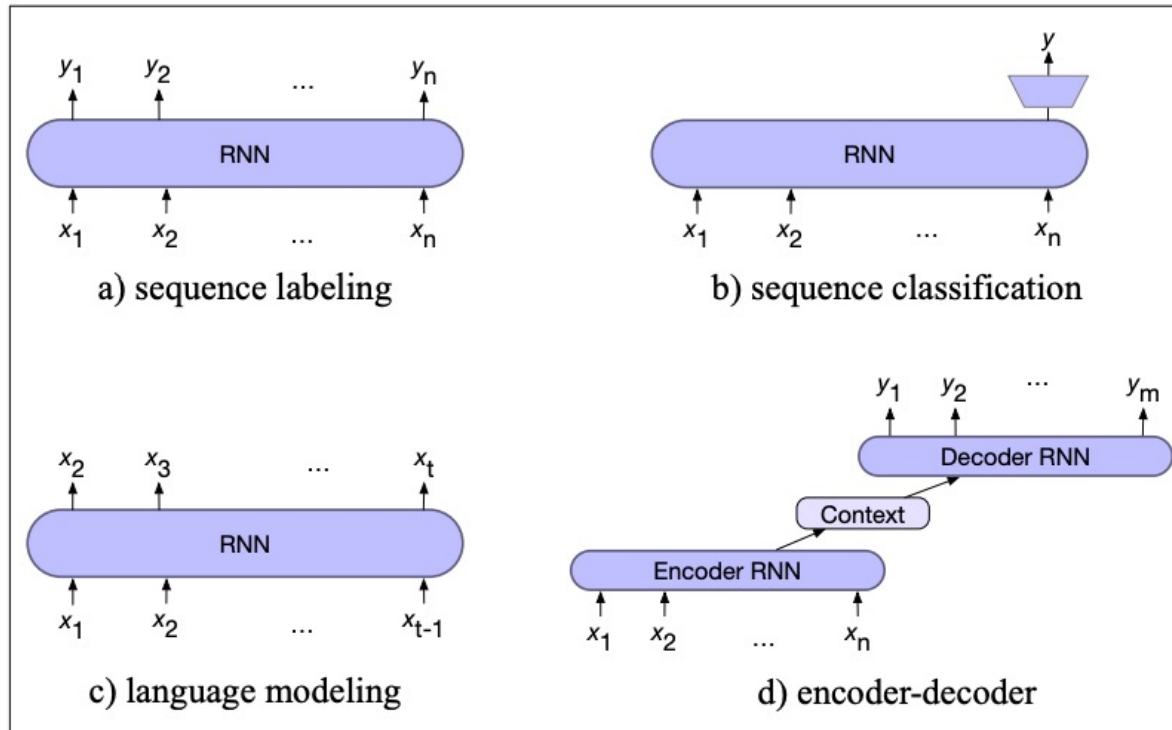 y₁ y₂ ... yₙ
RNN
x₁ x₂ ... xₙ
a) sequence labeling
y
RNN
x₁ x₂ ... xₙ
b) sequence classification
x₂ x₃ ... xₜ
RNN
x₁ x₂ ... xₜ₋₁
c) language modeling
y₁ y₂ ... yₘ
Decoder RNN
Context
Encoder RNN
x₁ x₂ ... xₙ
d) encoder-decoder